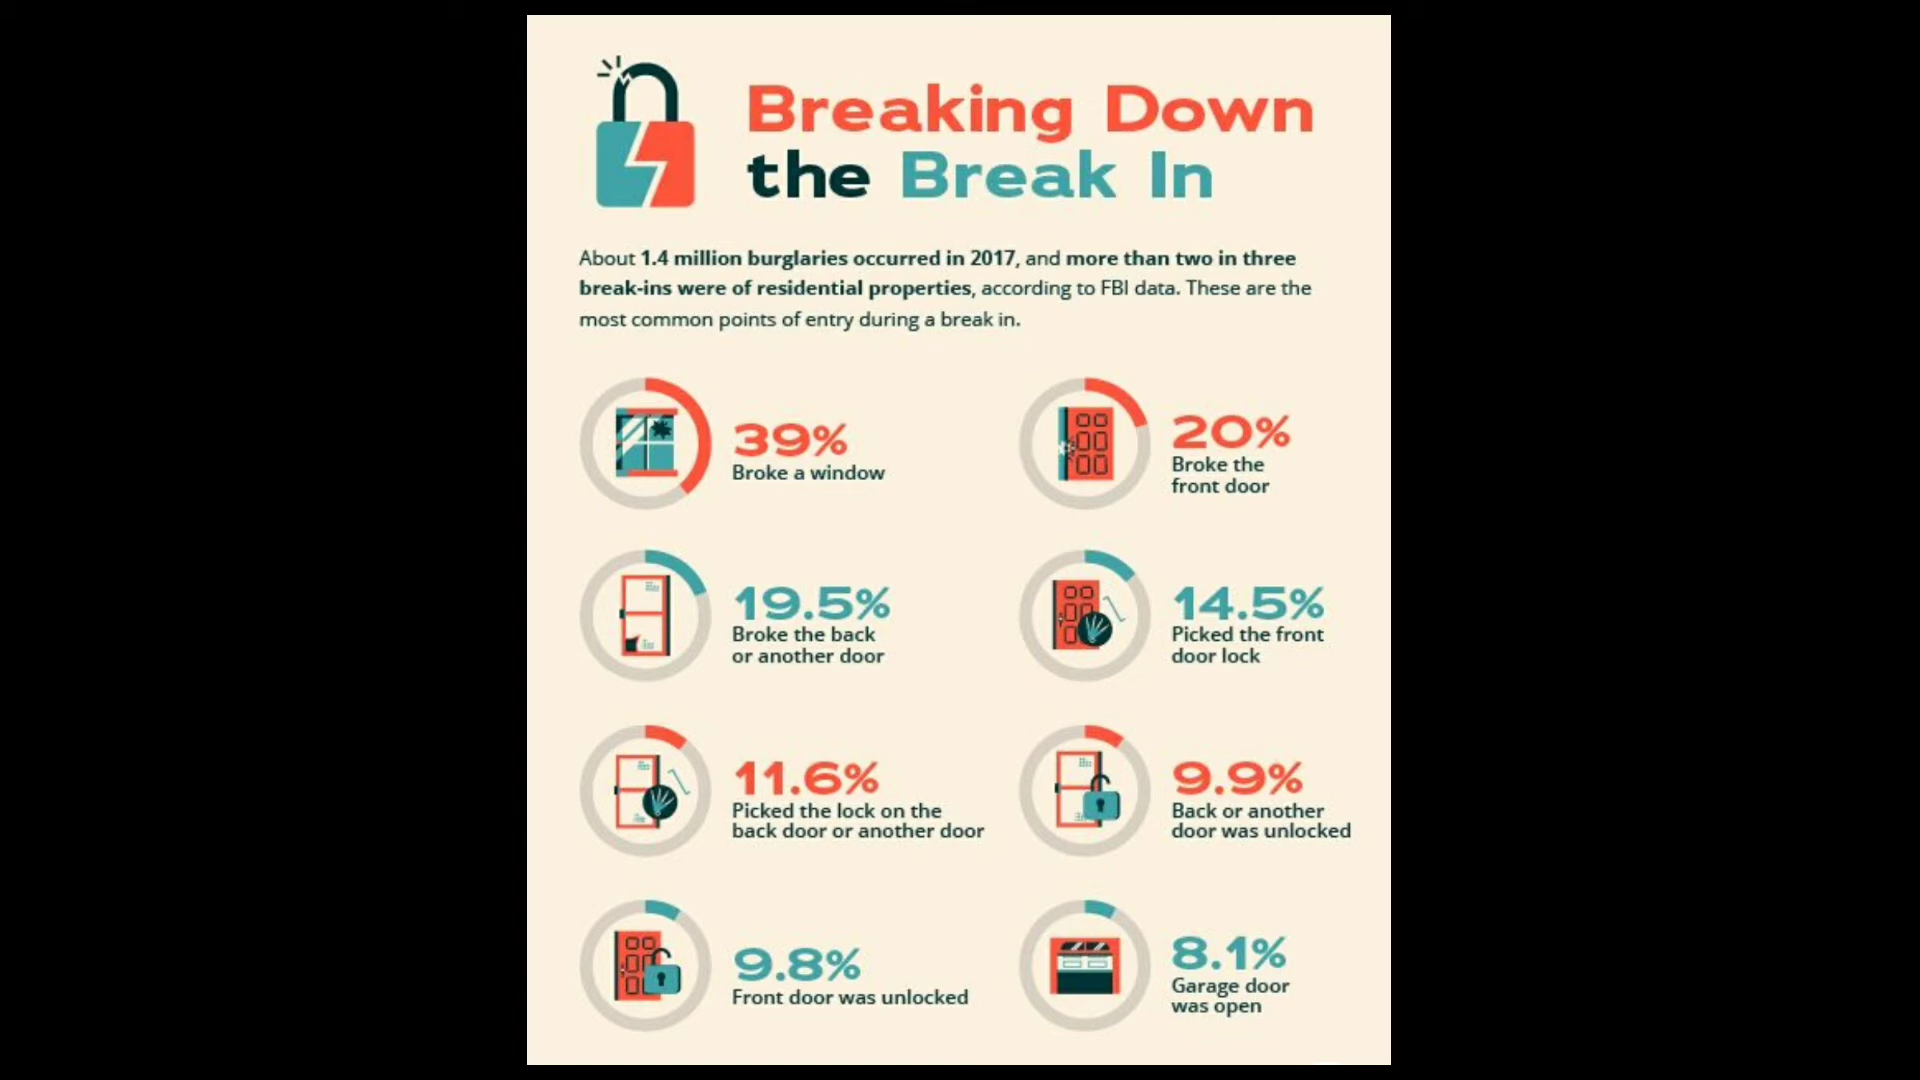 Breaking Down
the Break In
About 1.4 million burglaries occurred in 2017, and more than two in three
break-ins were of residential properties, according to FBI data. These are the
most common points of entry during a break in.
39%
Broke a window
20%
Broke the
front door
19.5%
Broke the back
or another door
14.5%
Picked the front
door lock
11.6%
Picked the lock on the
back door or another door
9.9%
Back or another
door was unlocked
9.8%
Front door was unlocked
8.1%
Garage door
was open